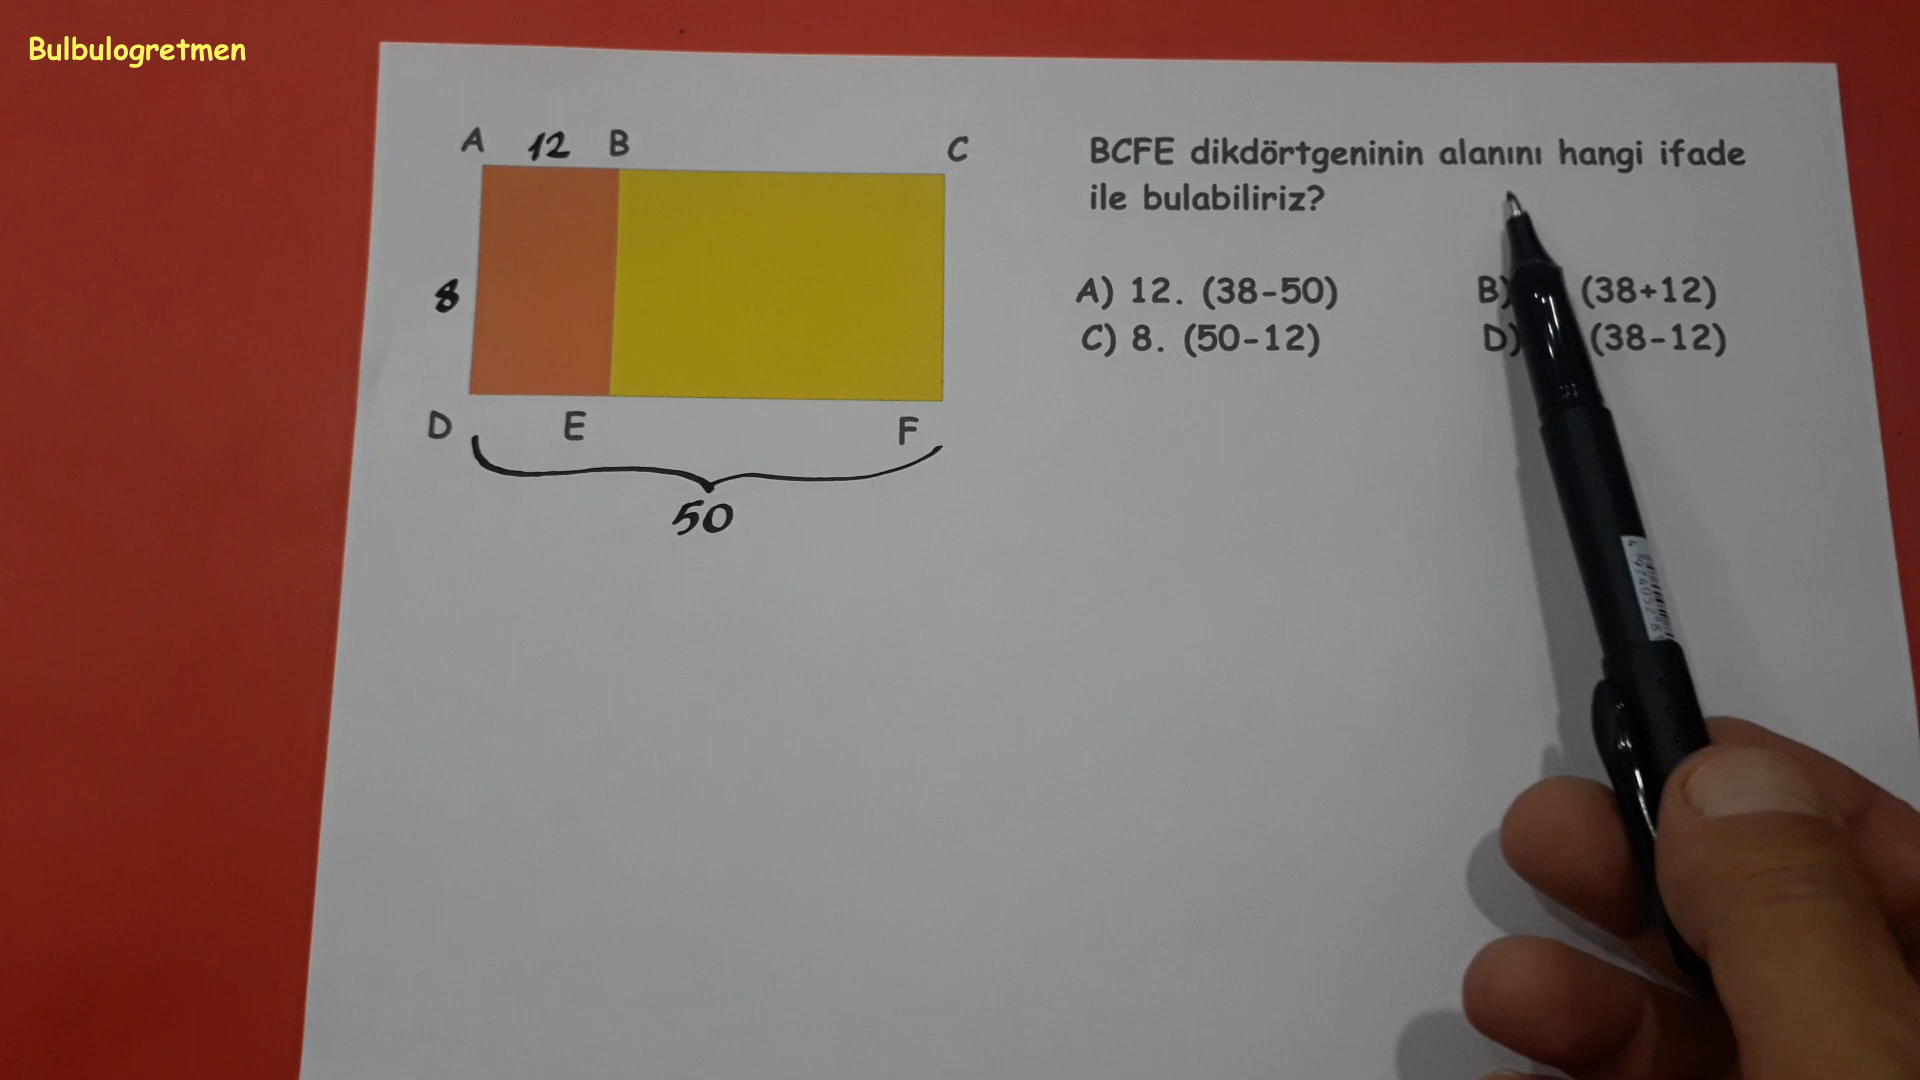 Bulbulogretmen
A 12 B C
8
D E F
50
BCFE dikdörtgeninin alanını hangi ifade
ile bulabiliriz?
A) 12. (38-50) B) (38+12)
C) 8. (50-12) D) (38-12)